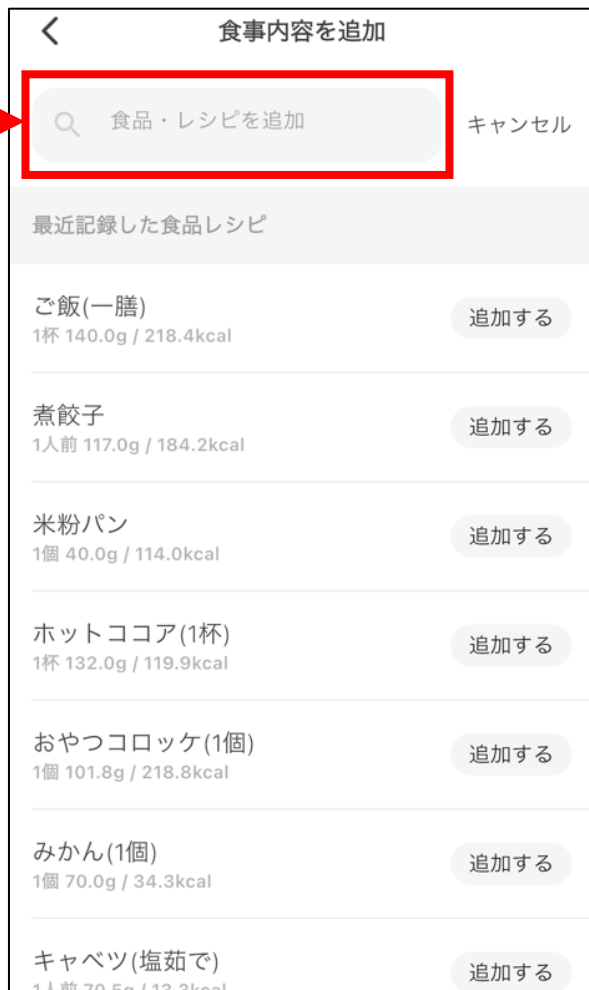 食事内容を追加
食品・レシピを追加
キャンセル
最近記録した食品レシピ
ご飯(一膳)
1杯 140.0g / 218.4kcal
追加する
煮餃子
1人前 117.0g / 184.2kcal
追加する
米粉パン
1個 40.0g / 114.0kcal
追加する
ホットココア(1杯)
1杯 132.0g / 119.9kcal
追加する
おやつコロッケ(1個)
1個 101.8g / 218.8kcal
追加する
みかん(1個)
1個 70.0g / 34.3kcal
追加する
キャベツ(塩茹で)
1人前 70.5g / 13.3kcal
追加する